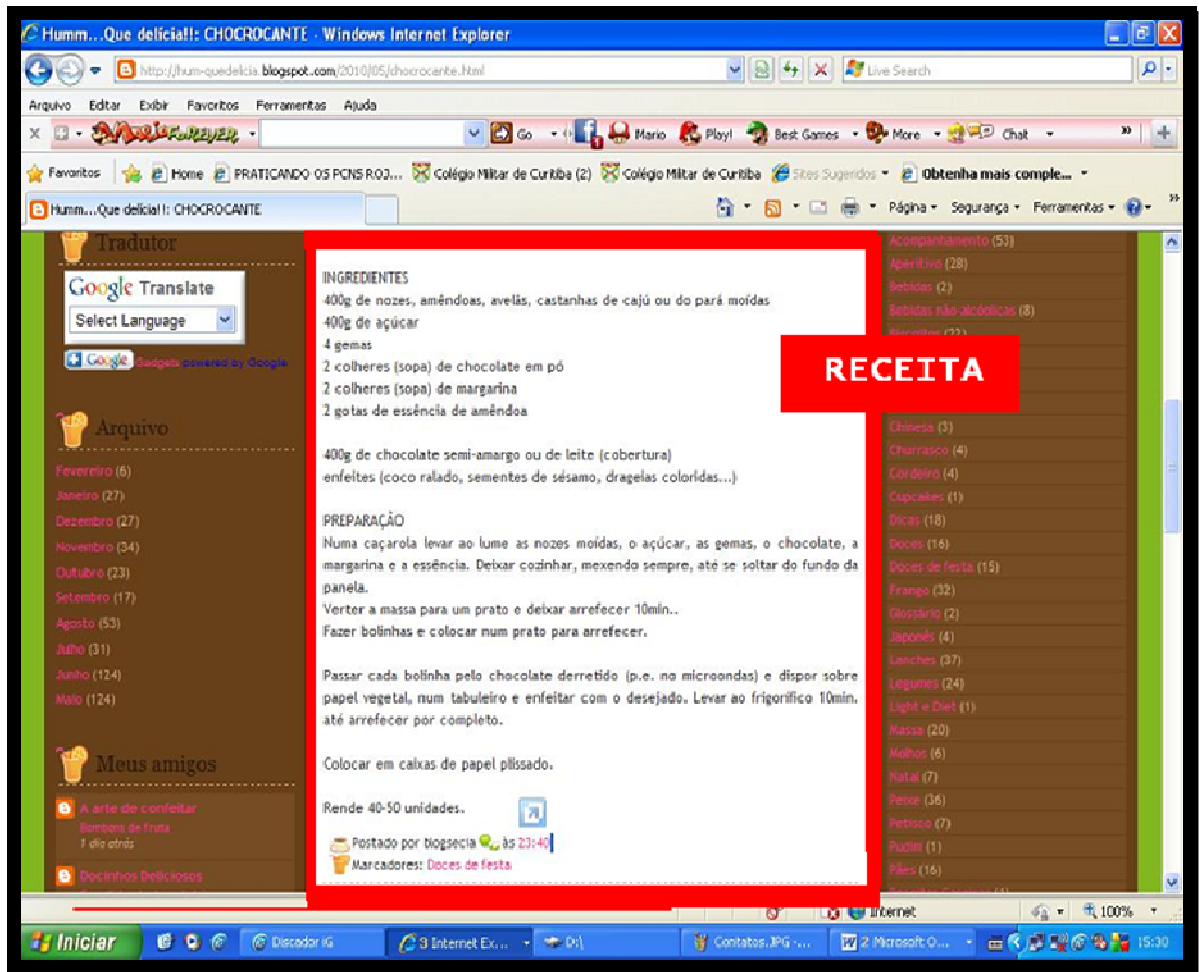 Humm...Que delícia!!: CHOCROCANTE - Windows Internet Explorer
http://hum-quedelicia.blogspot.com/2010/05/chocrocante.html
Live Search
Arquivo Editar Exibir Favoritos Ferramentas Ajuda
Go Mario Play! Best Games More Chat
Favoritos Home PRATICANDO OS PCNS RO3... Colégio Militar de Curitiba (2) Colégio Militar de Curitiba Sites Sugeridos Obtenha mais comple...
Humm...Que delícia!!: CHOCROCANTE
Página Segurança Ferramentas
Tradutor
Google Translate
Select Language
Google Gadgets powered by Google
Arquivo
Fevereiro (6)
Janeiro (27)
Dezembro (27)
Novembro (34)
Outubro (23)
Setembro (17)
Agosto (53)
Julho (31)
Junho (124)
Maio (124)
Meus amigos
A arte de confeitar
Bombons de fruta
1 dia atrás
Docinhos Deliciosos
INGREDIENTES
400g de nozes, amêndoas, avelãs, castanhas de cajú ou do pará moídas
400g de açúcar
4 gemas
2 colheres (sopa) de chocolate em pó
2 colheres (sopa) de margarina
2 gotas de essência de amêndoa
400g de chocolate semi-amargo ou de leite (cobertura)
enfeites (coco ralado, sementes de sésamo, drageias coloridas...)
PREPARAÇÃO
Numa caçarola levar ao lume as nozes moídas, o açúcar, as gemas, o chocolate, a
margarina e a essência. Deixar cozinhar, mexendo sempre, até se soltar do fundo da
panela.
Verter a massa para um prato e deixar arrefecer 10min..
Fazer bolinhas e colocar num prato para arrefecer.
Passar cada bolinha pelo chocolate derretido (p.e. no microondas) e dispor sobre
papel vegetal, num tabuleiro e enfeitar com o desejado. Levar ao frigorífico 10min.
até arrefecer por completo.
Colocar em caixas de papel plissado.
Rende 40-50 unidades..
Postado por blogsecia às 23:40
Marcadores: Doces de festa
RECEITA
Acompanhamento (53)
Aperitivo (28)
Bebidas (2)
Bebidas não-alcóolicas (8)
Biscoitos (22)
Chinesa (3)
Churrasco (4)
Cordeiro (4)
Cupcakes (1)
Dicas (18)
Doces (16)
Doces de festa (15)
Frango (32)
Glossário (2)
Japonês (4)
Lanches (37)
Legumes (24)
Light e Diet (1)
Massa (20)
Molhos (6)
Natal (7)
Peixe (36)
Petisco (7)
Pudim (1)
Pães (16)
Internet 100%
Iniciar Discador iG 3 Internet Ex... D:\ Contatos.JPG -... 2 Microsoft O... 15:30